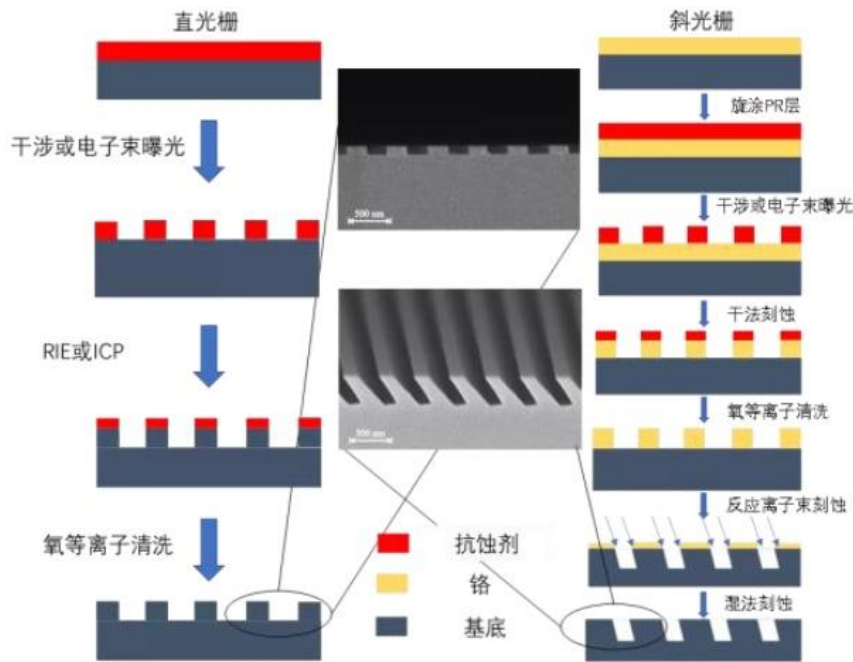 直光栅
干涉或电子束曝光
RIE或ICP
氧等离子清洗
500 nm
500 nm
抗蚀剂
铬
基底
斜光栅
旋涂PR层
干涉或电子束曝光
干法刻蚀
氧等离子清洗
反应离子束刻蚀
湿法刻蚀